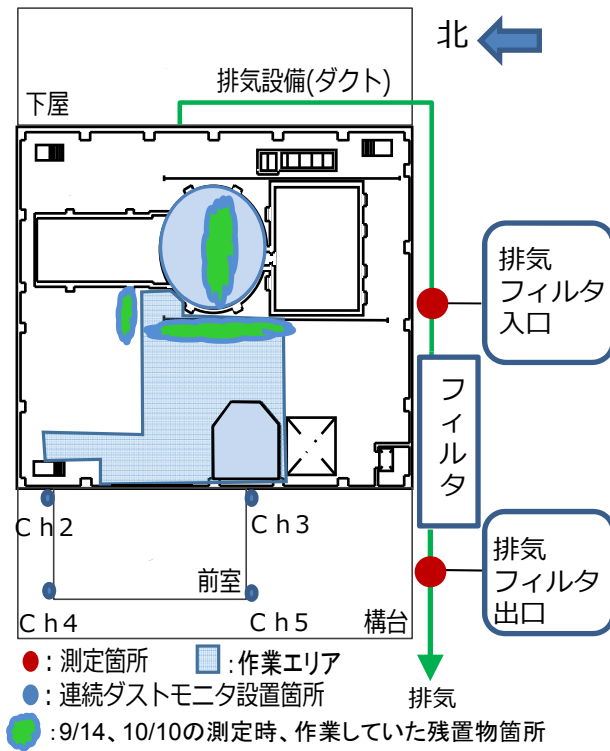 北
排気設備(ダクト)
下屋
排気
フィルタ
入口
フィルタ
Ch2
Ch3
排気
フィルタ
出口
前室
Ch4
Ch5
構台
：測定箇所
：作業エリア
：連続ダストモニタ設置箇所
排気
：9/14、10/10の測定時、作業していた残置物箇所